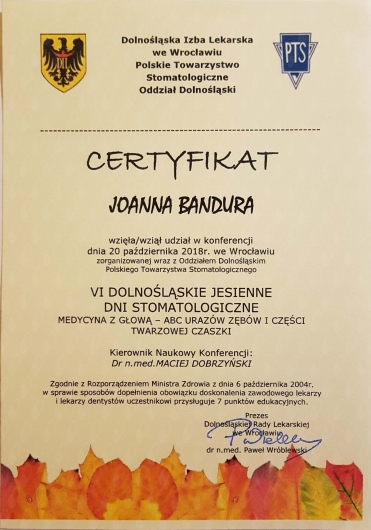 Dolnośląska Izba Lekarska
we Wrocławiu
Polskie Towarzystwo
Stomatologiczne
Oddział Dolnośląski
PTS
CERTYFIKAT
JOANNA BANDURA
wzięła/wziął udział w konferencji
dnia 20 października 2018r. we Wrocławiu
zorganizowanej wraz z Oddziałem Dolnośląskim
Polskiego Towarzystwa Stomatologicznego
VI DOLNOŚLĄSKIE JESIENNE
DNI STOMATOLOGICZNE
MEDYCYNA Z GŁOWĄ – ABC URAZÓW ZĘBÓW I CZĘŚCI
TWARZOWEJ CZASZKI
Kierownik Naukowy Konferencji:
Dr n.med.MACIEJ DOBRZYŃSKI
Zgodnie z Rozporządzeniem Ministra Zdrowia z dnia 6 października 2004r.
w sprawie sposobów dopełnienia obowiązku doskonalenia zawodowego lekarzy
i lekarzy dentystów uczestnikowi przysługuje 7 punktów edukacyjnych.
Prezes
Dolnośląskiej Rady Lekarskiej
we Wrocławiu
dr n.med. Paweł Wróblewski